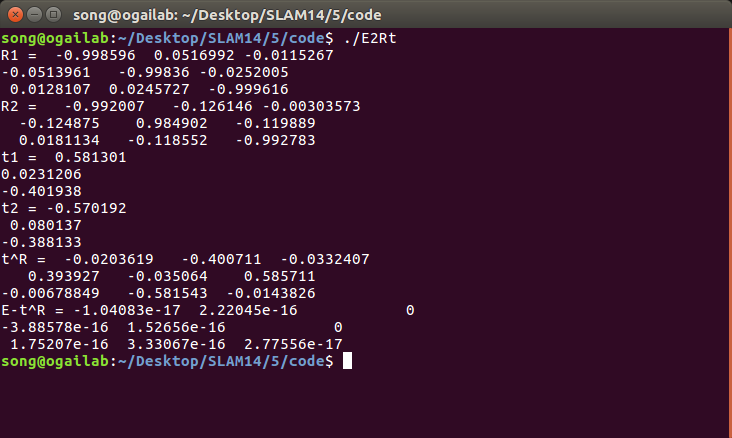 song@ogailab: ~/Desktop/SLAM14/5/code
song@ogailab:~/Desktop/SLAM14/5/code$ ./E2Rt
R1 =  -0.998596  0.0516992 -0.0115267
-0.0513961   -0.99836 -0.0252005
 0.0128107  0.0245727  -0.999616
R2 =   -0.992007   -0.126146 -0.00303573
  -0.124875    0.984902   -0.119889
  0.0181134   -0.118552   -0.992783
t1 =  0.581301
0.0231206
-0.401938
t2 = -0.570192
 0.080137
-0.388133
t^R =  -0.0203619   -0.400711  -0.0332407
   0.393927   -0.035064    0.585711
-0.00678849   -0.581543  -0.0143826
E-t^R = -1.04083e-17  2.22045e-16            0
-3.88578e-16  1.52656e-16            0
 1.75207e-16  3.33067e-16  2.77556e-17
song@ogailab:~/Desktop/SLAM14/5/code$